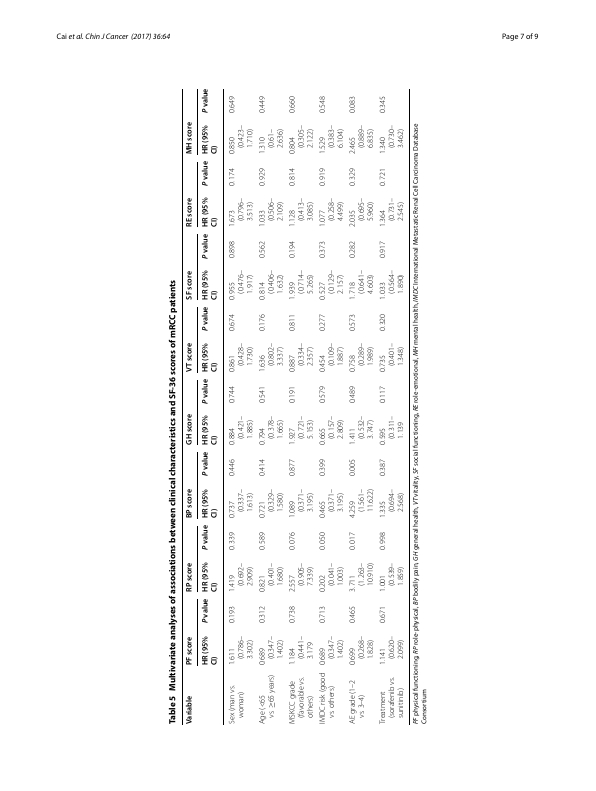 Cai et al. Chin J Cancer (2017) 36:64
Page 7 of 9
Table 5 Multivariate analyses of associations between clinical characteristics and SF-36 scores of mRCC patients
Variable PF score RP score BP score GH score VT score SF score RE score MH score
HR (95% P value HR (95% P value HR (95% P value HR (95% P value HR (95% P value HR (95% P value HR (95% P value HR (95% P value
CI) CI) CI) CI) CI) CI) CI) CI)
Sex (man vs. 1.611 0.193 1.419 0.339 0.737 0.446 0.884 0.744 0.861 0.674 0.955 0.898 1.673 0.174 0.850 0.649
woman) (0.786– (0.692– (0.337– (0.421– (0.428– (0.476– (0.796– (0.423–
3.302) 2.909) 1.613) 1.885) 1.730) 1.917) 3.513) 1.710)
Age (<65 0.689 0.312 0.821 0.589 0.721 0.414 0.794 0.541 1.636 0.176 0.814 0.562 1.033 0.929 1.310 0.449
vs. ≥65 years) (0.347– (0.401– (0.329– (0.378– (0.802– (0.406– (0.506– (0.61–
1.402) 1.680) 1.580) 1.665) 3.337) 1.632) 2.109) 2.636)
MSKCC grade 1.184 0.738 2.557 0.076 1.089 0.877 1.927 0.191 0.887 0.811 1.939 0.194 1.128 0.814 0.804 0.660
(favorable vs. (0.441– (0.905– (0.371– (0.721– (0.334– (0.714– (0.413– (0.305–
others) 3.179 7.339) 3.195) 5.153) 2.357) 5.265) 3.085) 2.122)
IMDC risk (good 0.689 0.713 0.202 0.050 0.465 0.399 0.665 0.579 0.454 0.277 0.527 0.373 1.077 0.919 1.529 0.548
vs. others) (0.347– (0.041– (0.371– (0.157– (0.109– (0.129– (0.258– (0.383–
1.402) 1.003) 3.195) 2.809) 1.887) 2.157) 4.499) 6.104)
AE grade (1–2 0.699 0.465 3.711 0.017 4.259 0.005 1.411 0.489 0.758 0.573 1.718 0.282 2.035 0.329 2.465 0.083
vs. 3–4) (0.268– (1.263– (1.561– (0.532– (0.289– (0.641– (0.695– (0.889–
1.828) 10.910) 11.622) 3.747) 1.989) 4.603) 5.960) 6.835)
Treatment 1.141 0.671 1.001 0.998 1.335 0.387 0.595 0.117 0.735 0.320 1.033 0.917 1.364 0.721 1.340 0.345
(sorafenib vs. (0.620– (0.539– (0.694– (0.311– (0.401– (0.564– (0.731– (0.730–
sunitinib) 2.099) 1.859) 2.568) 1.139 1.348) 1.890) 2.545) 3.462)
PF physical functioning, RP role-physical, BP bodily pain, GH general health, VT vitality, SF social functioning, RE role-emotional, MH mental health, IMDC International Metastatic Renal Cell Carcinoma Database
Consortium